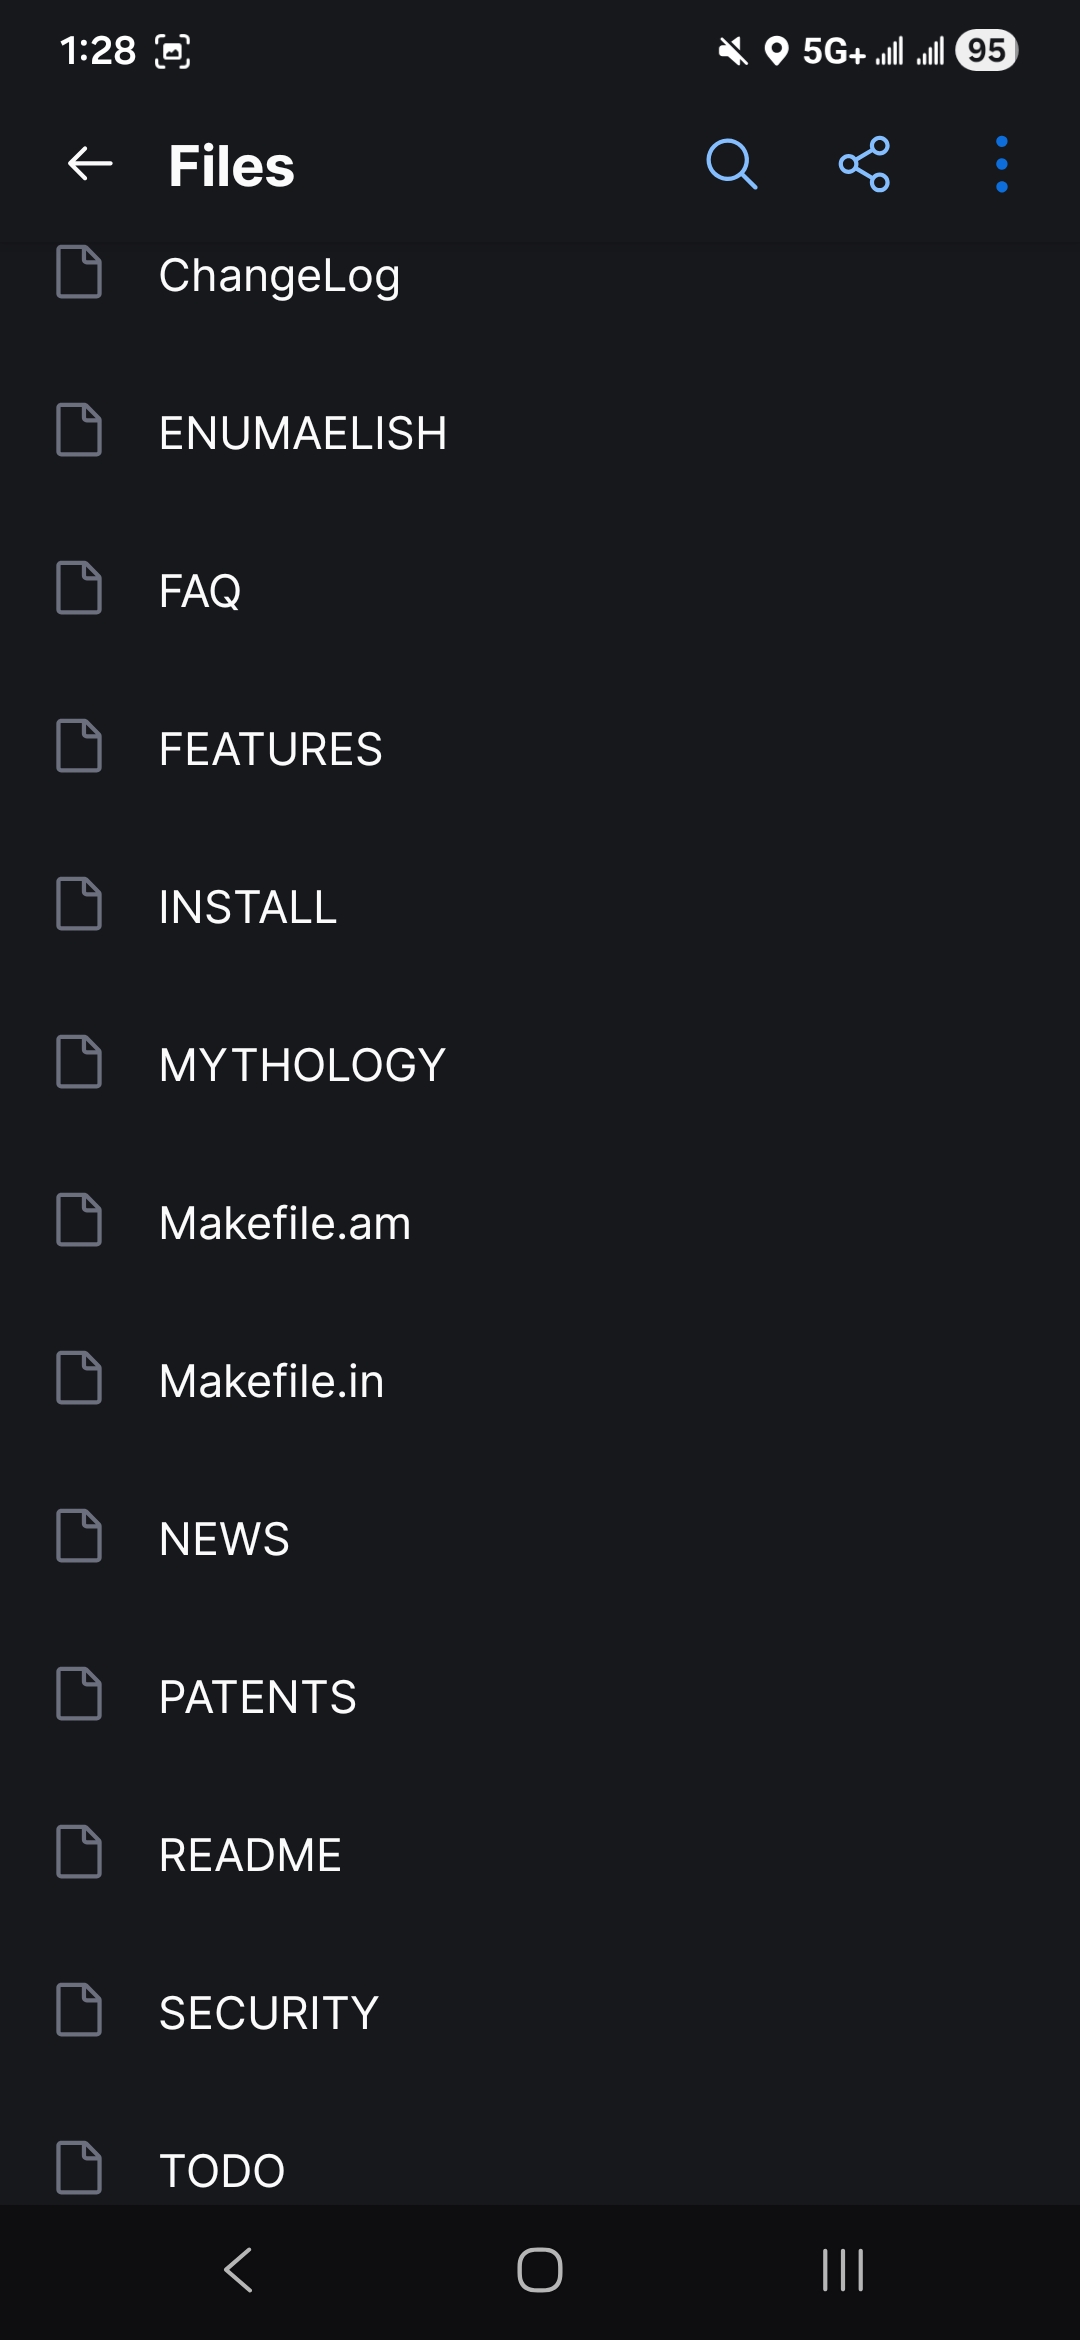 1:28
5G+
95
Files
ChangeLog
ENUMAELISH
FAQ
FEATURES
INSTALL
MYTHOLOGY
Makefile.am
Makefile.in
NEWS
PATENTS
README
SECURITY
TODO